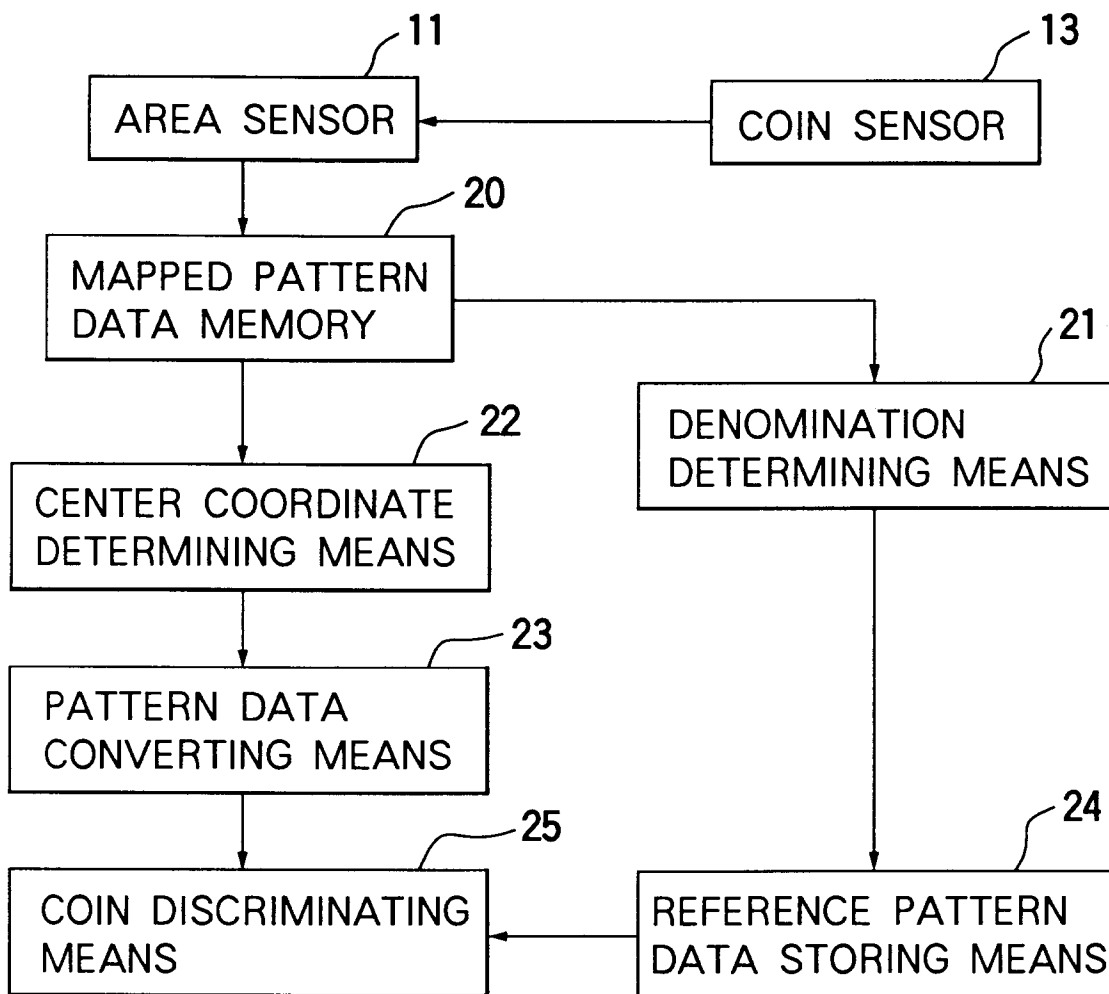 11
13
AREA SENSOR
COIN SENSOR
20
MAPPED PATTERN
DATA MEMORY
21
DENOMINATION
DETERMINING MEANS
22
CENTER COORDINATE
DETERMINING MEANS
23
PATTERN DATA
CONVERTING MEANS
25
COIN DISCRIMINATING
MEANS
24
REFERENCE PATTERN
DATA STORING MEANS